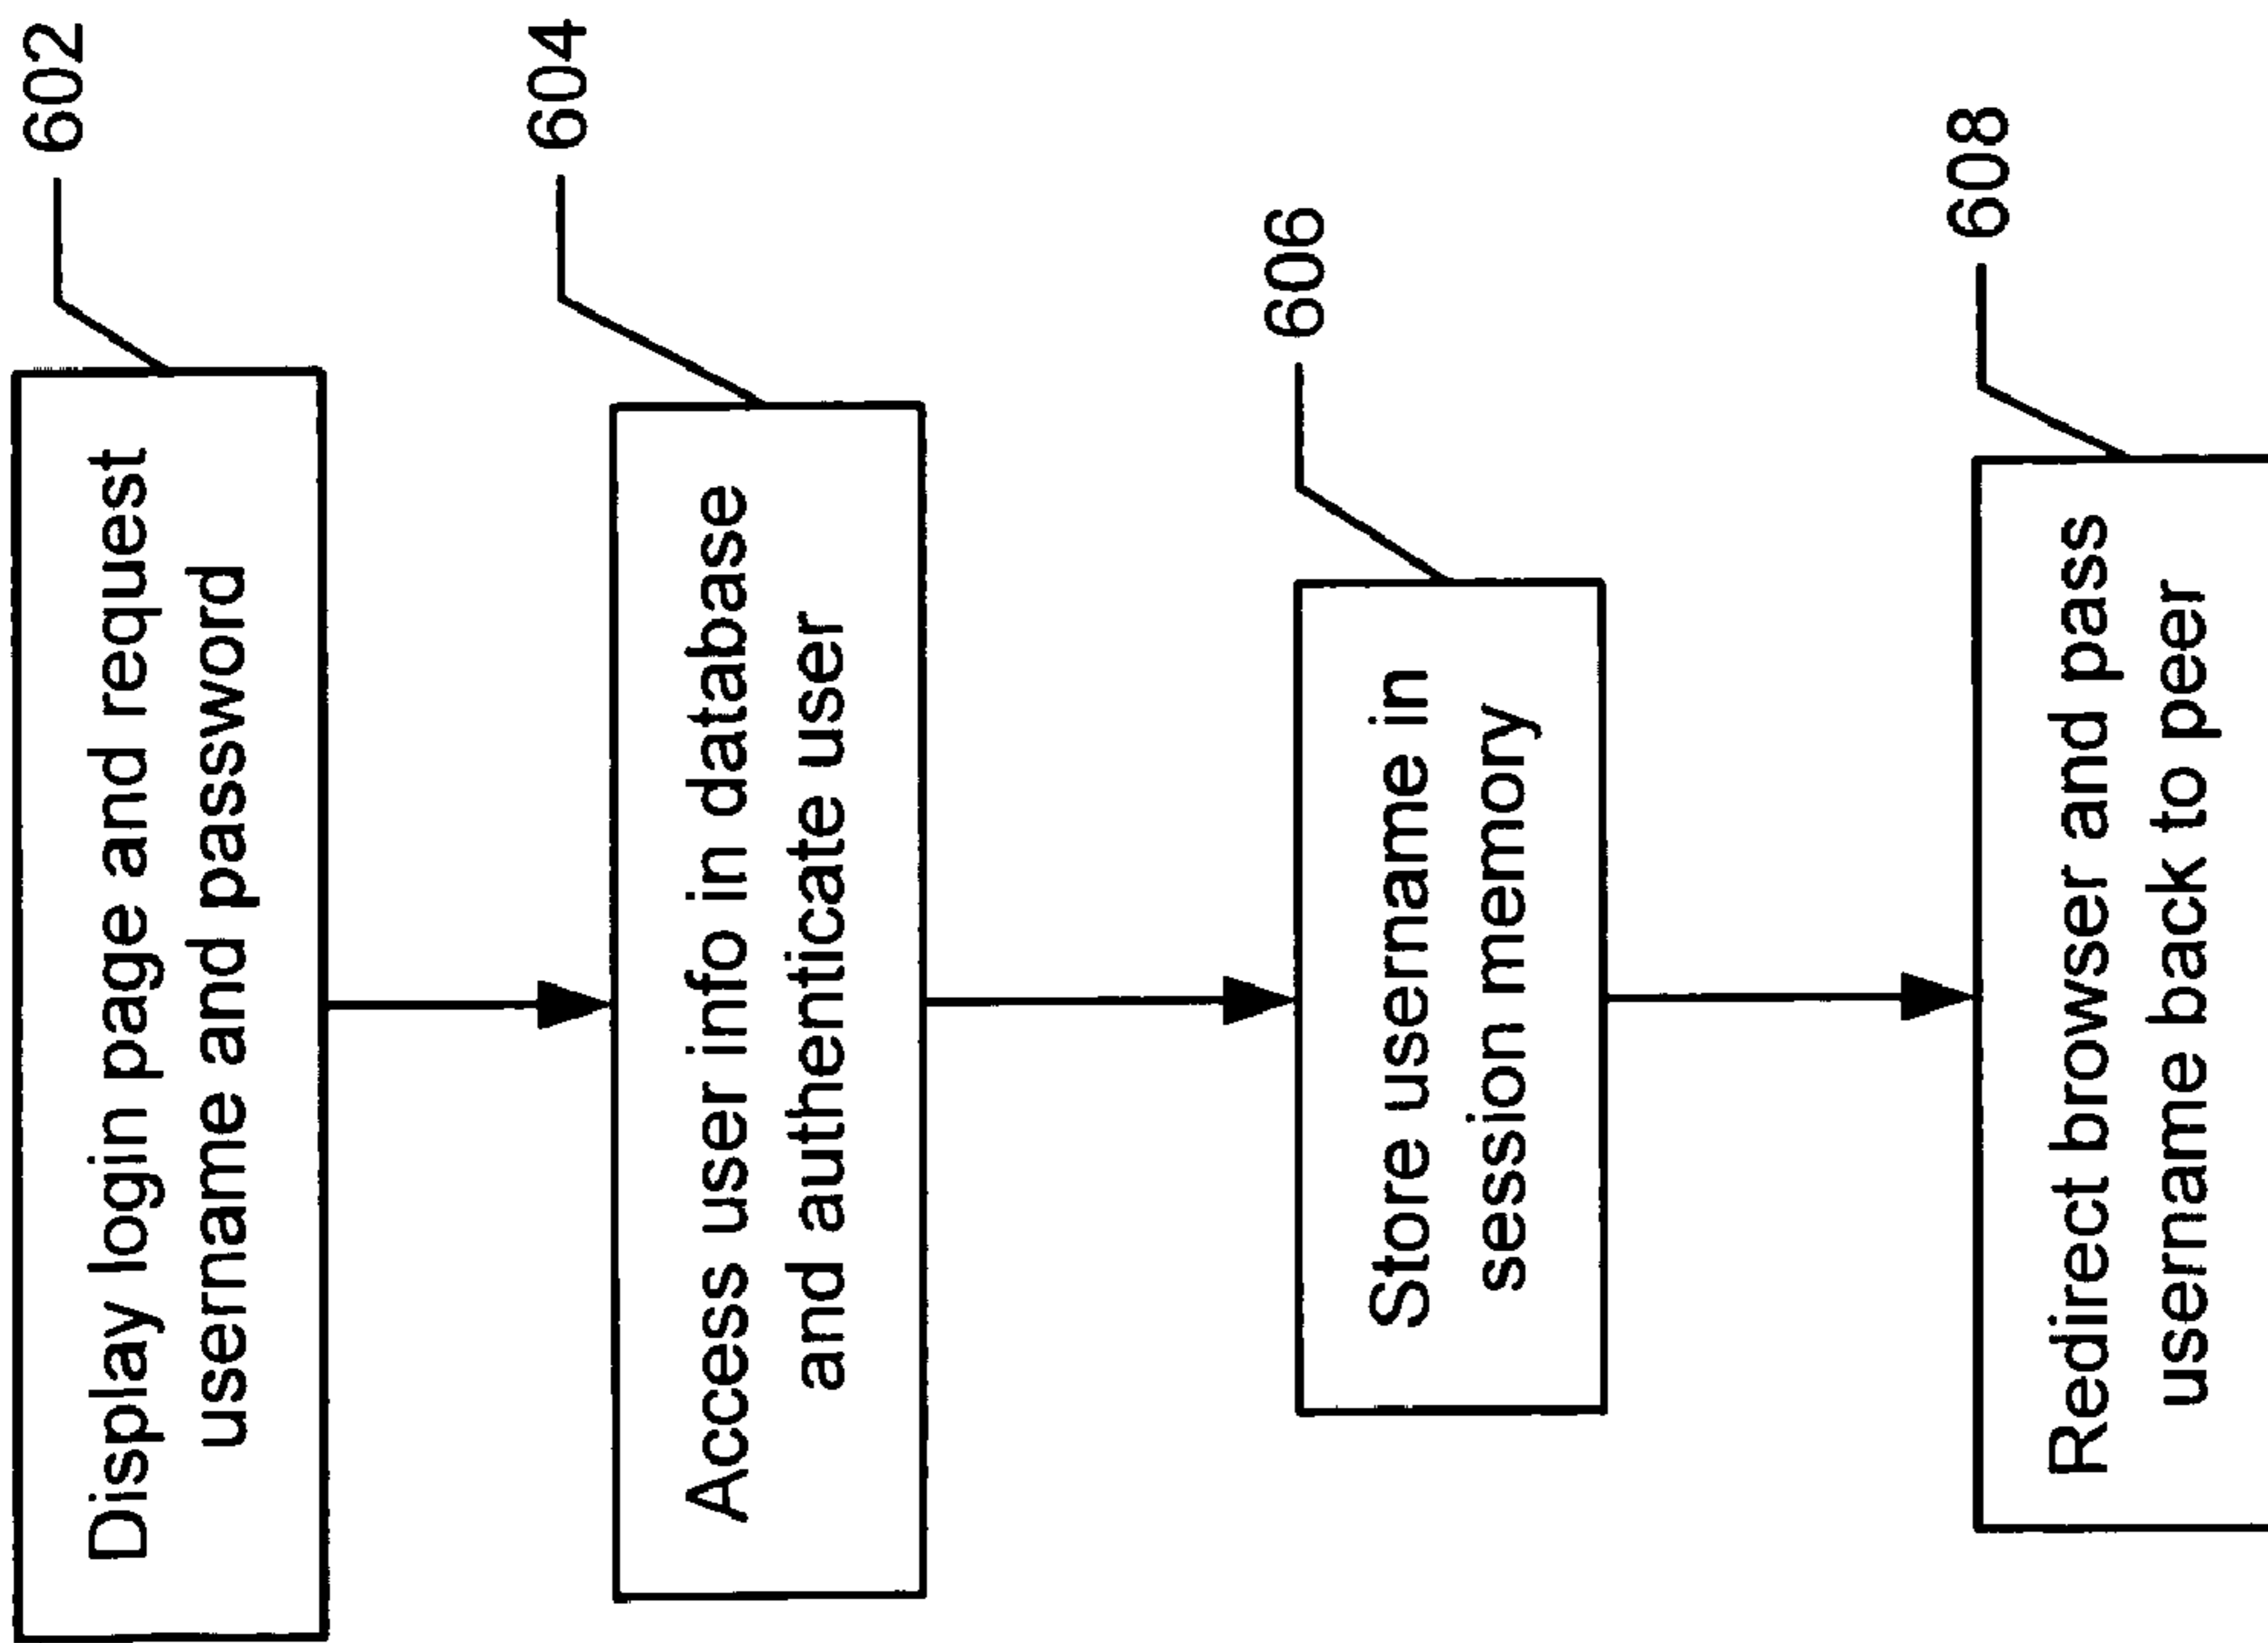 Display login page and request
username and password
602
Access user info in database
and authenticate user
604
Store username in
session memory
606
Redirect browser and pass
username back to peer
608